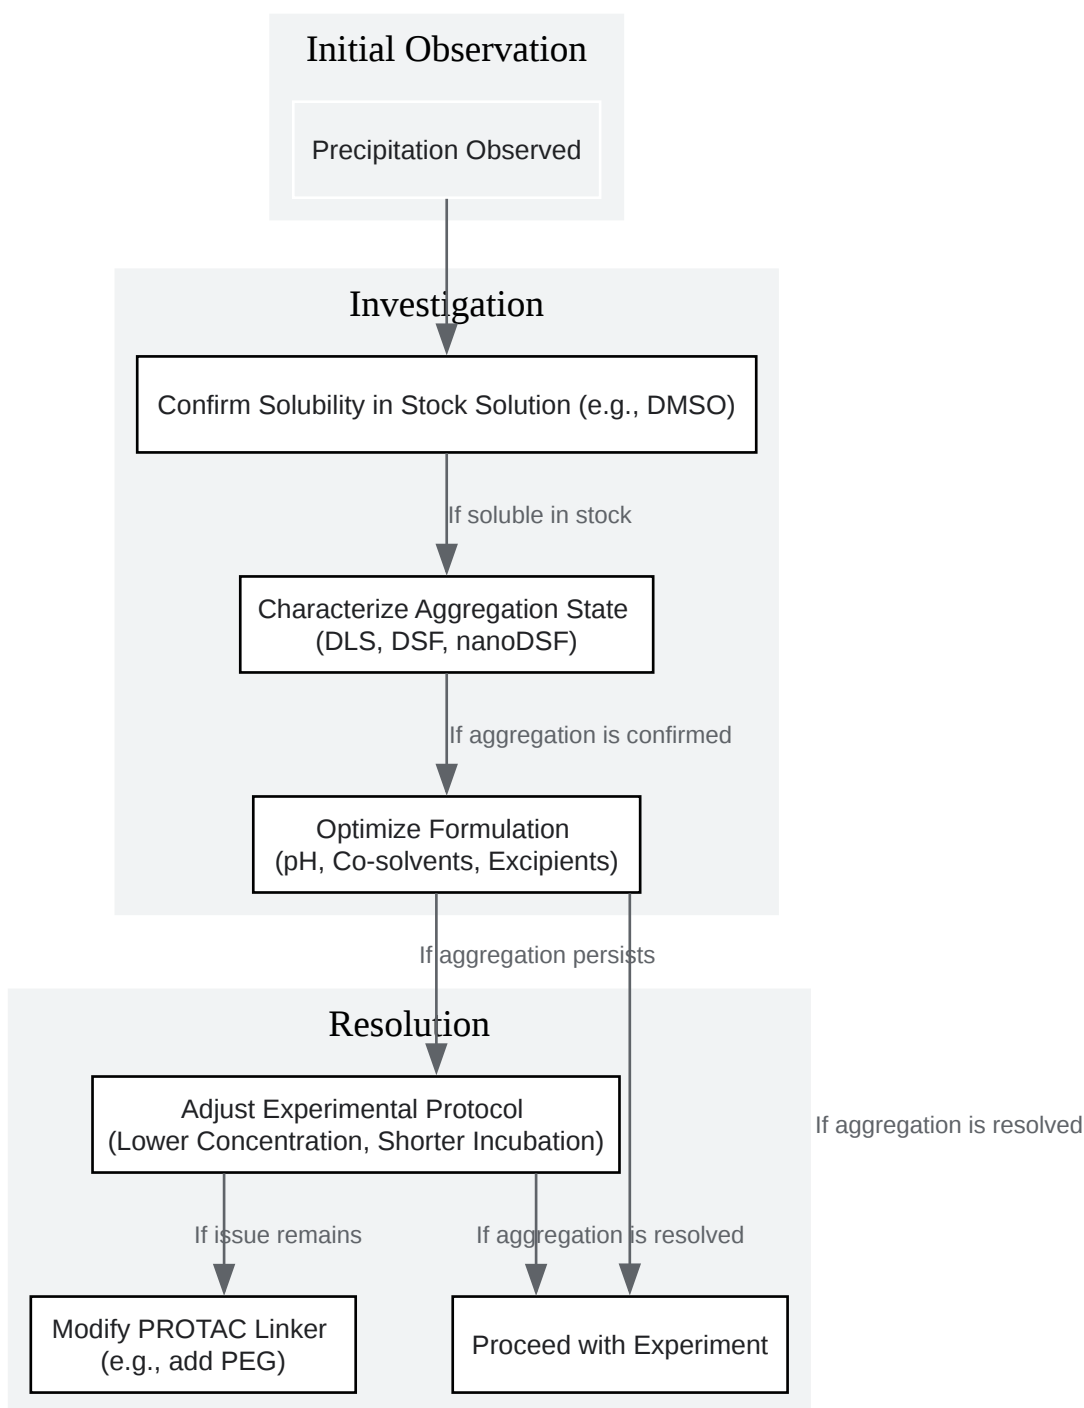 Initial Observation
Precipitation Observed
Investigation
Confirm Solubility in Stock Solution (e.g., DMSO)
If soluble in stock
Characterize Aggregation State
(DLS, DSF, nanoDSF)
If aggregation is confirmed
Optimize Formulation
(pH, Co-solvents, Excipients)
If aggregation persists
Resolution
Adjust Experimental Protocol
(Lower Concentration, Shorter Incubation)
If aggregation is resolved
If issue remains
If aggregation is resolved
Modify PROTAC Linker
(e.g., add PEG)
Proceed with Experiment